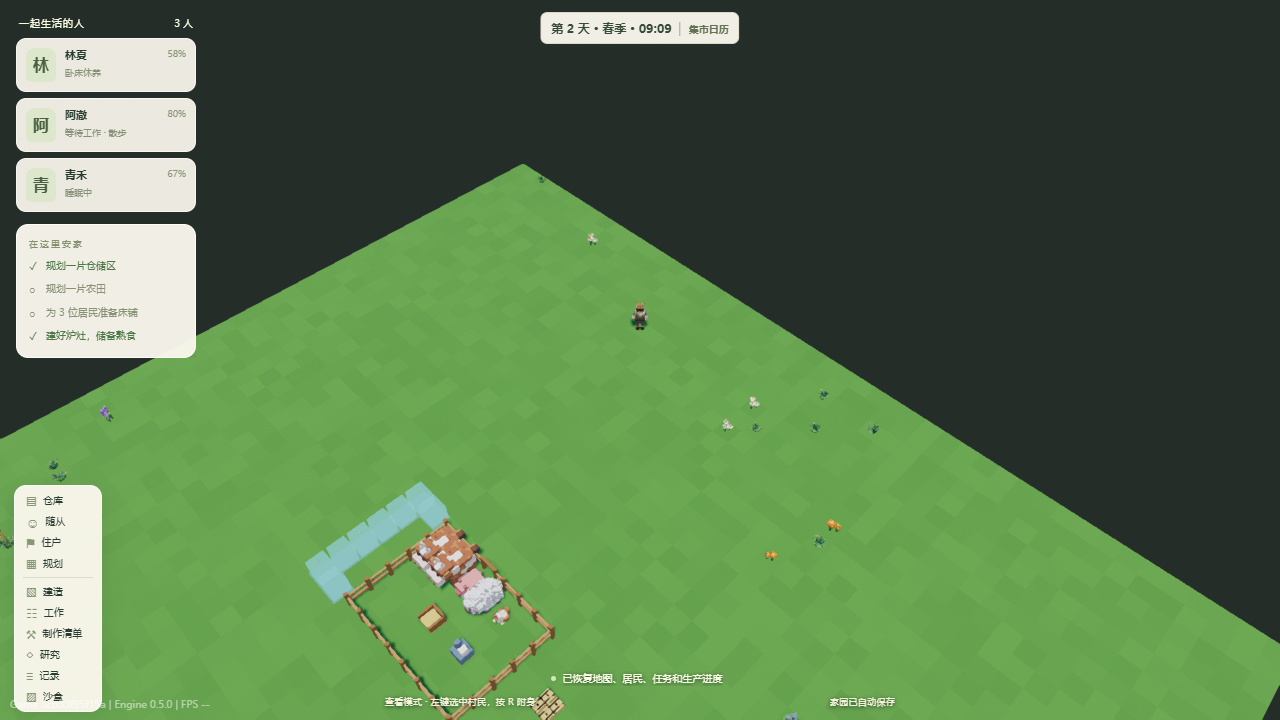 一起生活的人 3 人
林 林夏 58%
卧床休养
阿 阿澈 80%
等待工作 · 散步
青 青禾 67%
睡眠中
在这里安家
✓ 规划一片仓储区
○ 规划一片农田
○ 为 3 位居民准备床铺
✓ 建好炉灶，储备熟食
第 2 天 • 春季 • 09:09 | 集市日历
仓库
随从
住户
规划
建造
工作
制作清单
研究
记录
沙盒
已恢复地图、居民、任务和生产进度
查看模式 · 左键选中村民，按 R 附身
家园已自动保存
| Engine 0.5.0 | FPS --